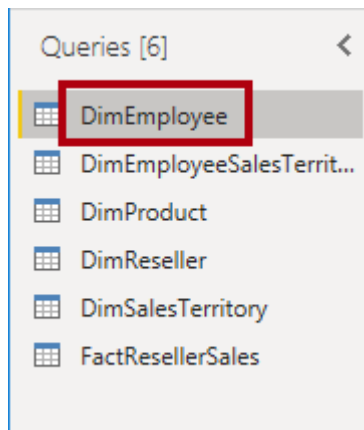 Queries [6]
DimEmployee
DimEmployeeSalesTerrit...
DimProduct
DimReseller
DimSalesTerritory
FactResellerSales